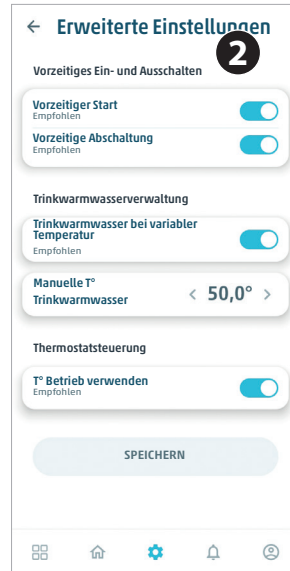 ← Erweiterte Einstellungen
2
Vorzeitiges Ein- und Ausschalten
Vorzeitiger Start
Empfohlen
Vorzeitige Abschaltung
Empfohlen
Trinkwarmwasserverwaltung
Trinkwarmwasser bei variabler
Temperatur
Empfohlen
Manuelle T°
Trinkwarmwasser
< 50,0° >
Thermostatsteuerung
T° Betrieb verwenden
Empfohlen
SPEICHERN